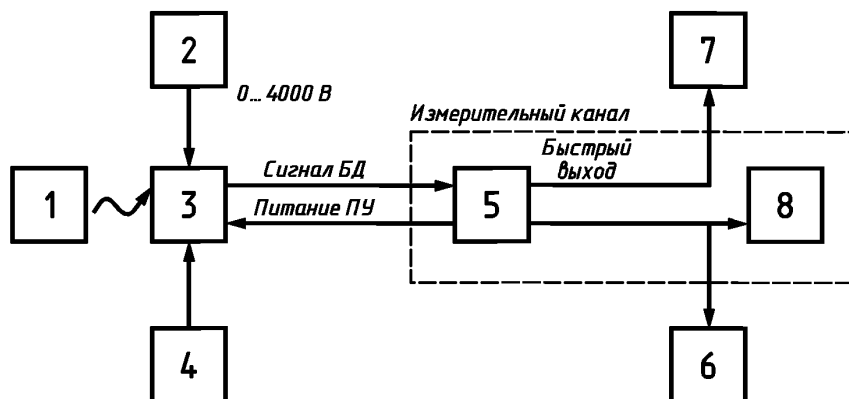 2
7
0... 4000 В
Измерительный канал
1
3
Сигнал БД
Питание ПУ
5
Быстрый
выход
8
4
6